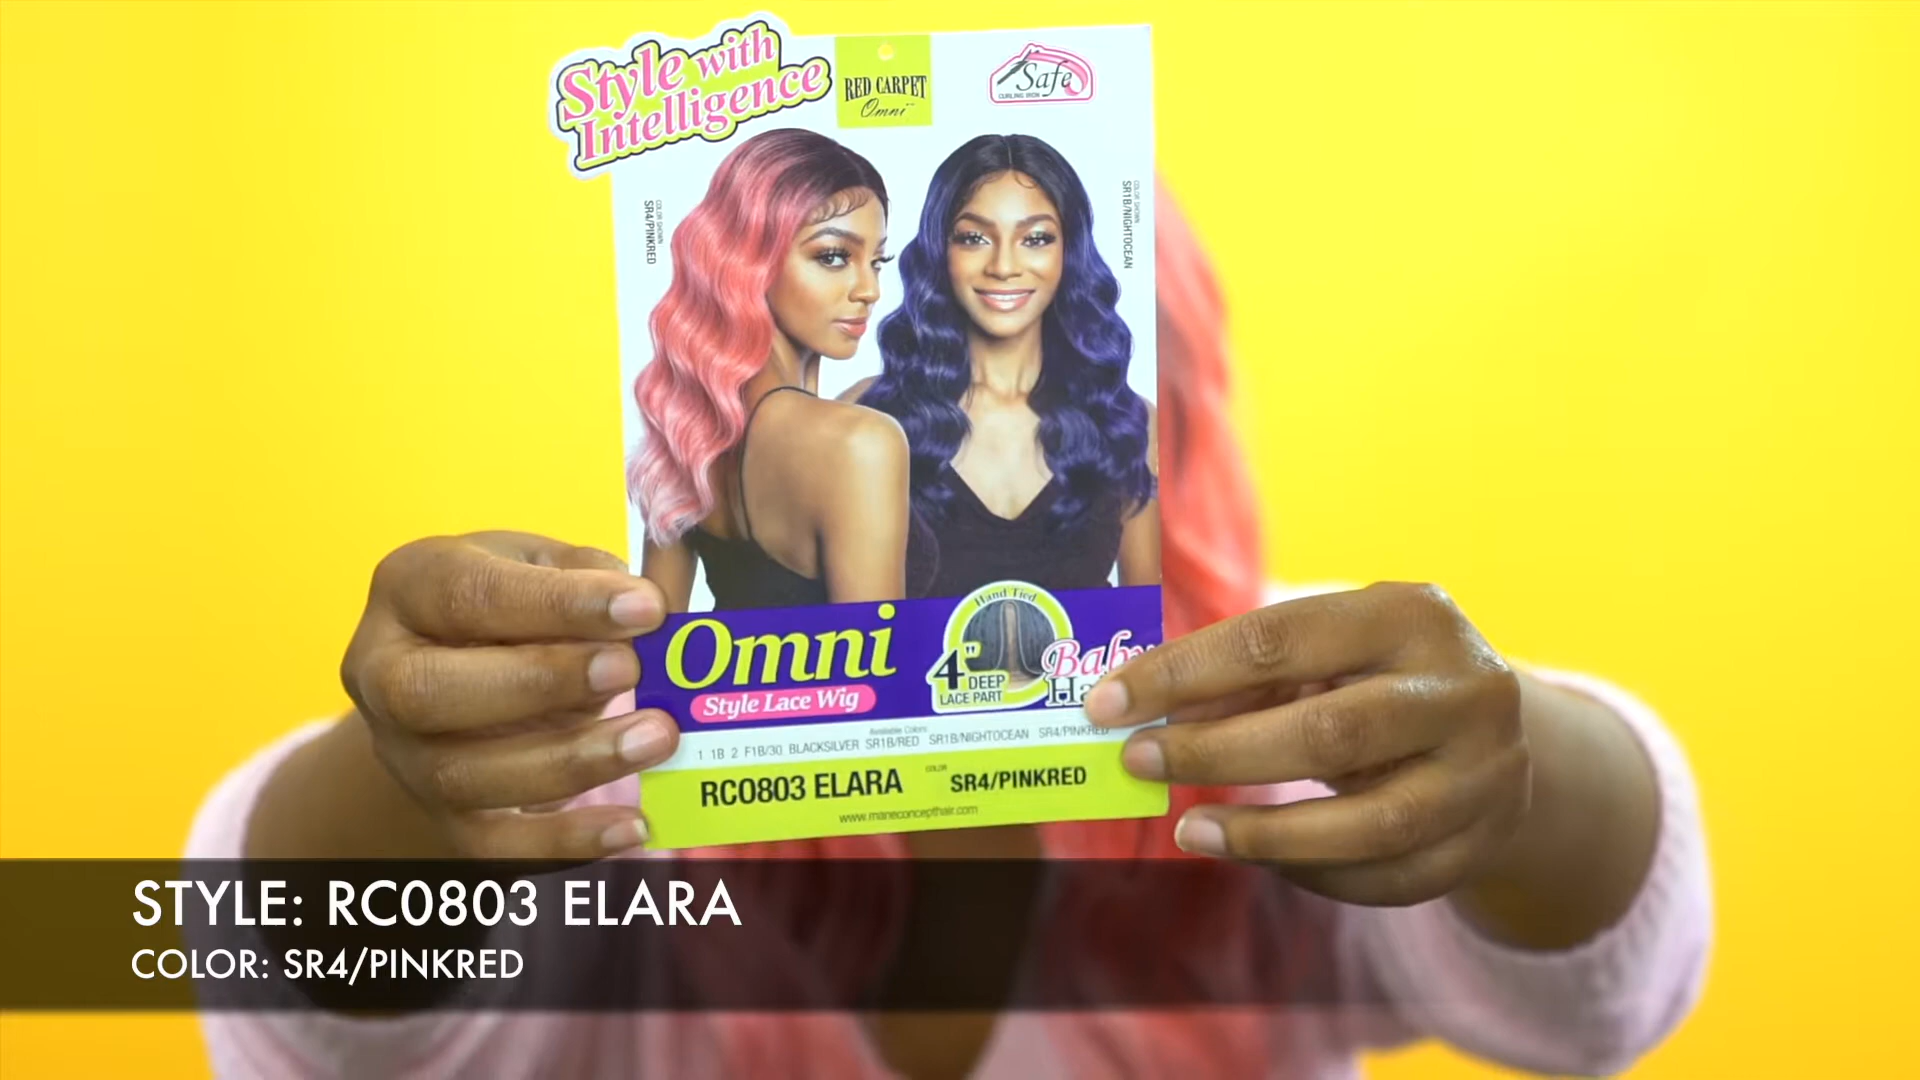 Style with
Intelligence
RED CARPET
Omni
Safe
CURLING IRON
COLOR SHOWN
SR4/PINKRED
COLOR SHOWN
SR1B/NIGHTOCEAN
Omni
Style Lace Wig
Hand Tied
4"
DEEP
LACE PART
Baby
Available Colors
1 1B 2 F1B/30 BLACKSILVER SR1B/RED SR1B/NIGHTOCEAN SR4/PINKRED
RC0803 ELARA
COLOR
SR4/PINKRED
www.maneconcepthair.com
STYLE: RC0803 ELARA
COLOR: SR4/PINKRED